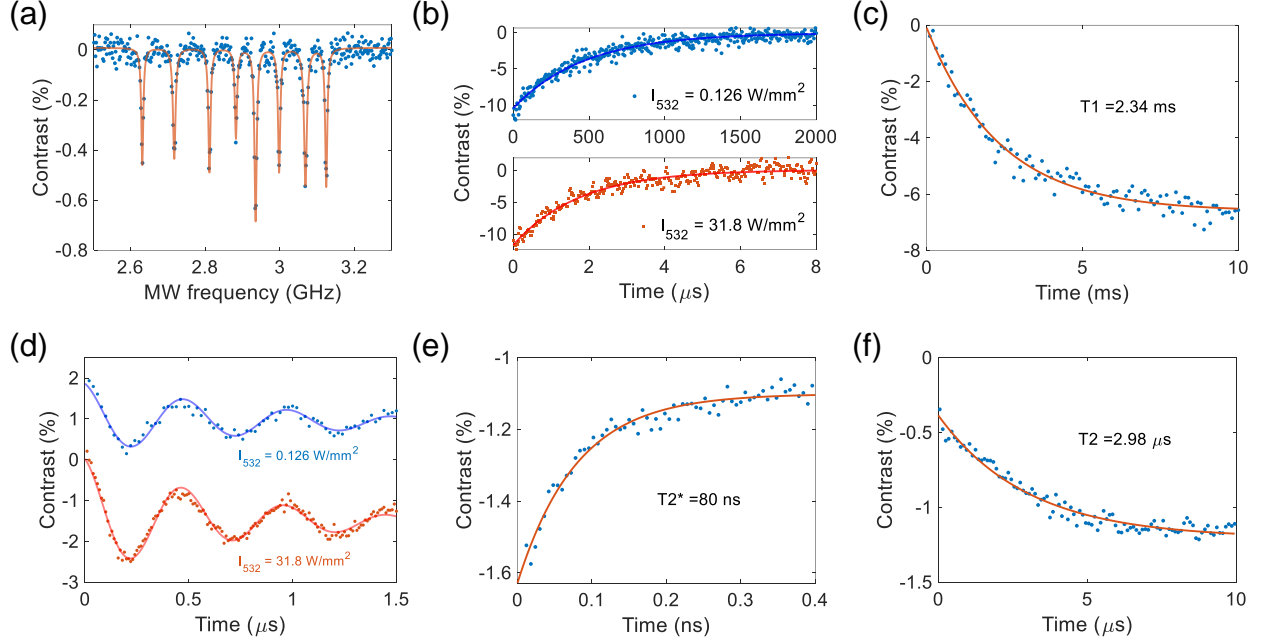 (a)
0
-0.2
-0.4
-0.6
-0.8
2.6
2.8
3
3.2
Contrast (%)
MW frequency (GHz)
(b)
0
-5
-10
I532 = 0.126 W/mm2
0
500
1000
1500
2000
0
-5
-10
I532 = 31.8 W/mm2
0
2
4
6
8
Contrast (%)
Time (μs)
(c)
0
-2
-4
-6
-8
T1 =2.34 ms
0
5
10
Contrast (%)
Time (ms)
(d)
2
1
0
-1
-2
-3
I532 = 0.126 W/mm2
I532 = 31.8 W/mm2
0
0.5
1
1.5
Contrast (%)
Time (μs)
(e)
-1
-1.2
-1.4
-1.6
T2* =80 ns
0
0.1
0.2
0.3
0.4
Contrast (%)
Time (ns)
(f)
0
-0.5
-1
-1.5
T2 =2.98 μs
0
5
10
Contrast (%)
Time (μs)